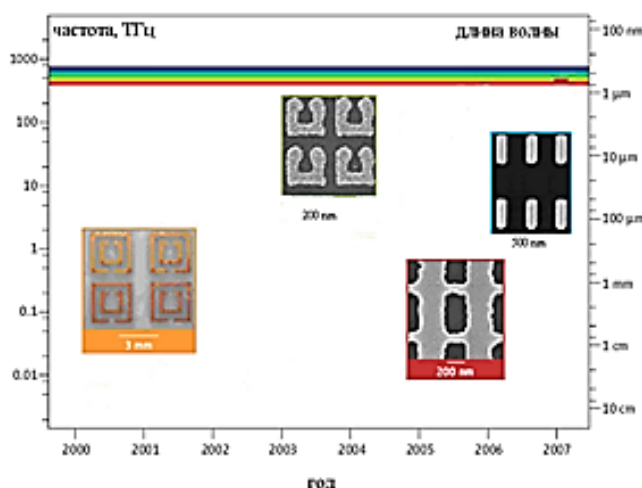 частота, ТГц
длина волны
1000
100
10
1
0.1
0.01
100 nm
1 µm
10 µm
100 µm
1 mm
1 cm
10 cm
200 nm
300 nm
3 mm
200 nm
2000 2001 2002 2003 2004 2005 2006 2007
год